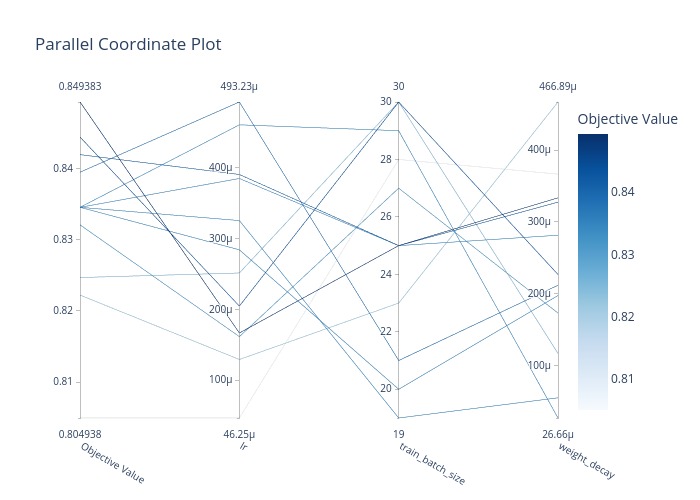 Parallel Coordinate Plot
0.849383 493.23μ 30 466.89μ
Objective Value
0.84
0.83
0.82
0.81
400μ
300μ
200μ
100μ
30
28
26
24
22
20
400μ
300μ
200μ
100μ
0.84
0.83
0.82
0.81
0.804938 46.25μ 19 26.66μ
Objective Value
lr
train_batch_size
weight_decay